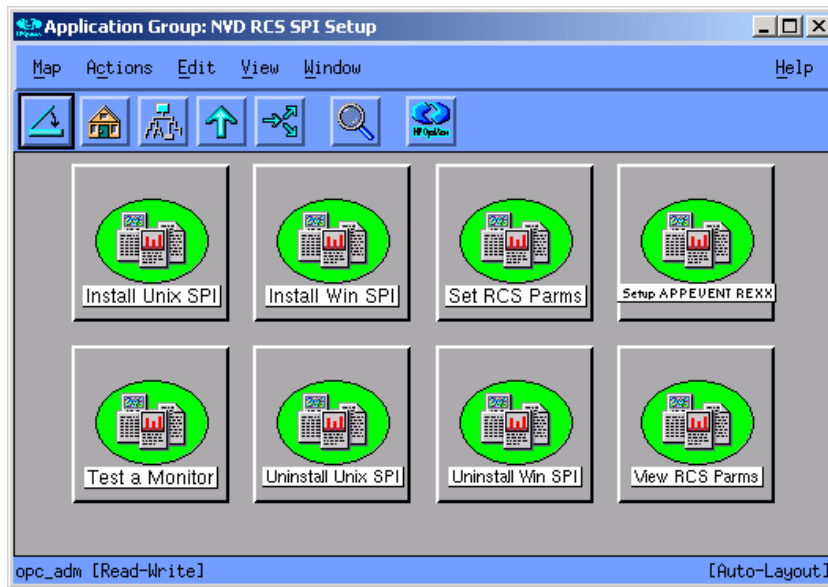 Application Group: NVD RCS SPI Setup
Map Actions Edit View Window Help
HP OpenView
Install Unix SPI Install Win SPI Set RCS Parms Setup APPEVENT REXX
Test a Monitor Uninstall Unix SPI Uninstall Win SPI View RCS Parms
opc_adm [Read-Write] [Auto-Layout]